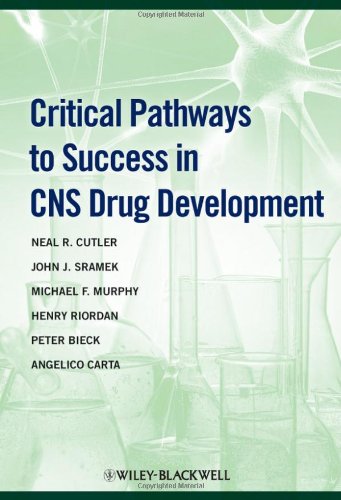 Critical Pathways
to Success in
CNS Drug Development
NEAL R. CUTLER
JOHN J. SRAMEK
MICHAEL F. MURPHY
HENRY RIORDAN
PETER BIECK
ANGELICO CARTA
WILEY-BLACKWELL